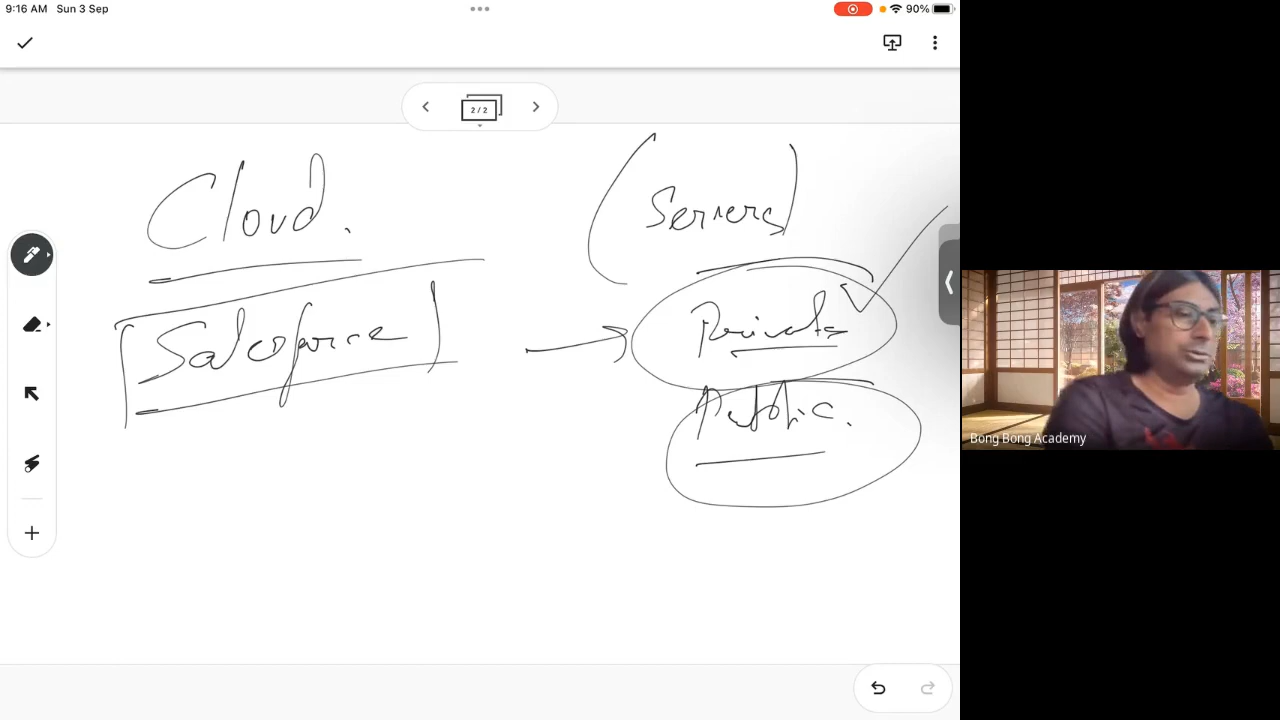 9:16 AM Sun 3 Sep
90%
2 / 2
Cloud.
(Servers)
Salesforce
Private
Public.
Bong Bong Academy